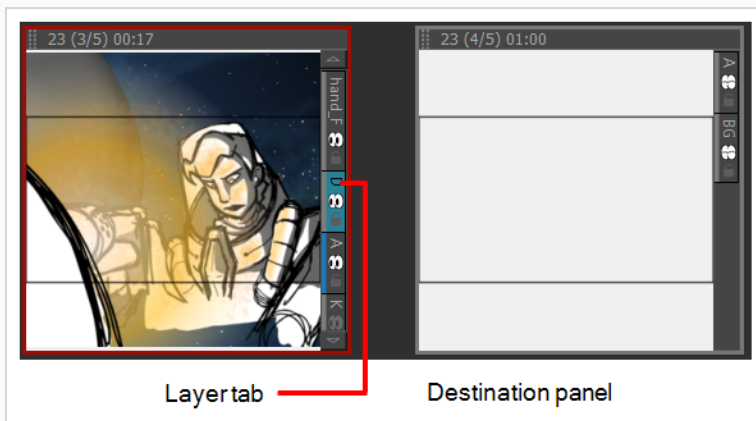 23 (3/5) 00:17
hand_F
D
A
K
23 (4/5) 01:00
A
BG
Layer tab
Destination panel